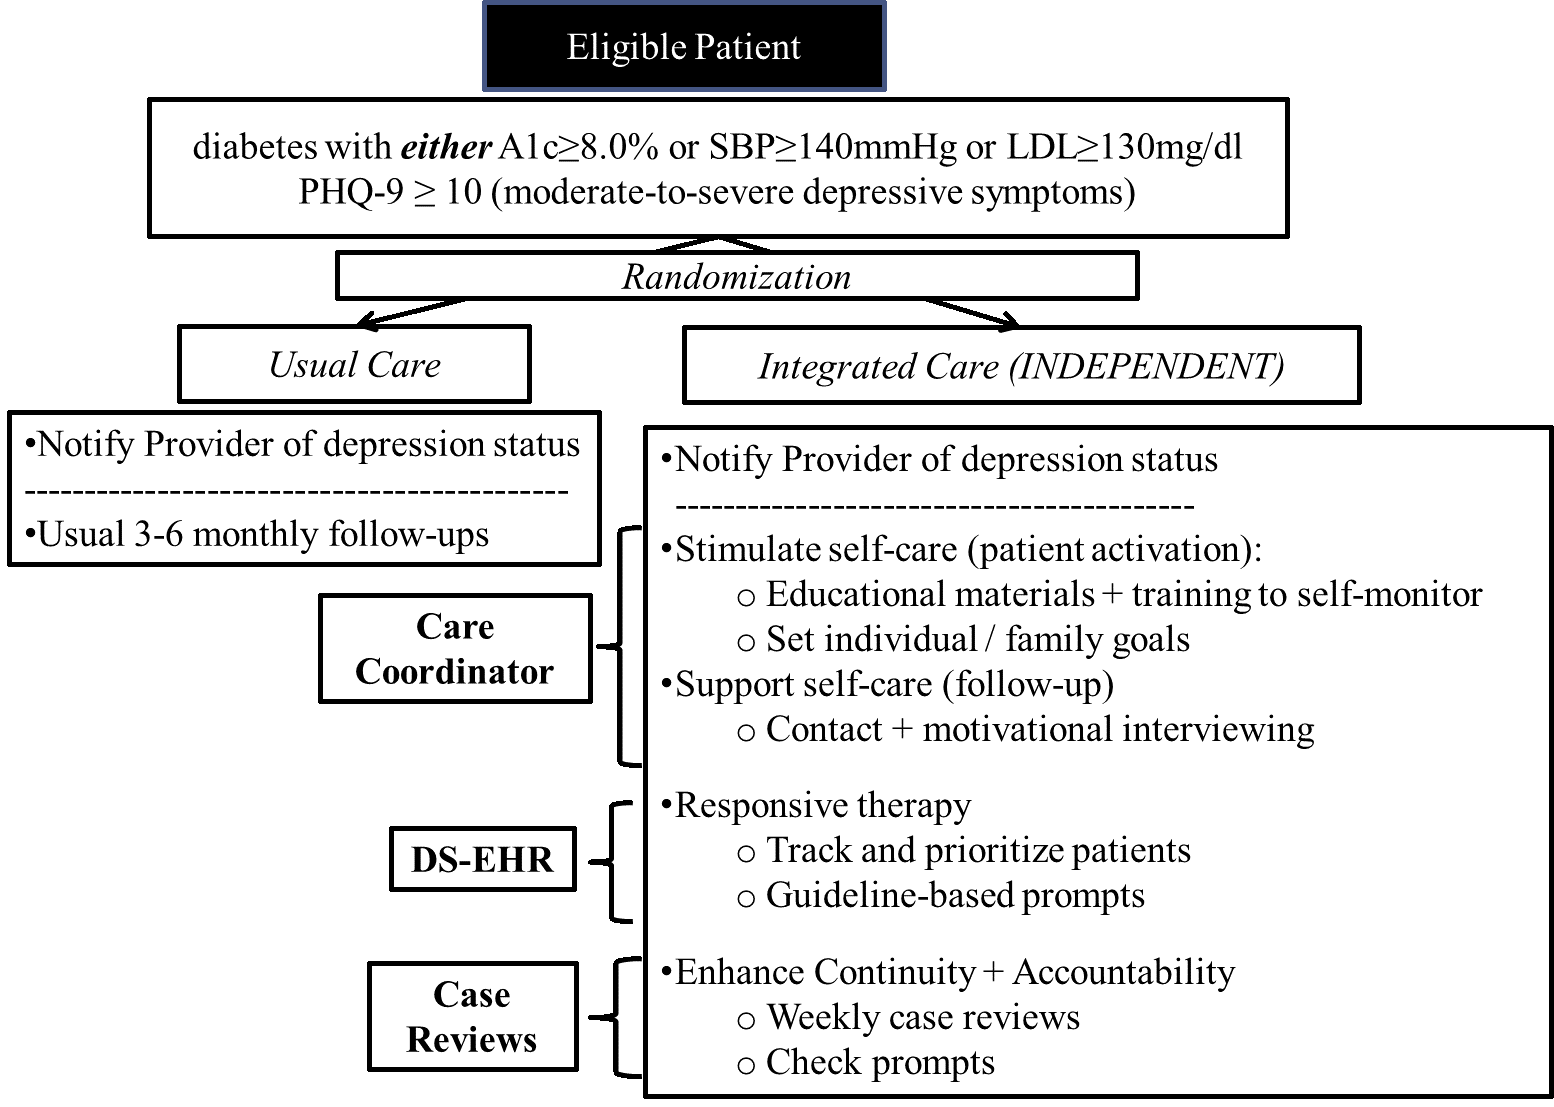 Eligible Patient
diabetes with either A1c≥8.0% or SBP≥140mmHg or LDL≥130mg/dl
PHQ-9 ≥ 10 (moderate-to-severe depressive symptoms)
Randomization
Usual Care
•Notify Provider of depression status
----------------------------------------------
•Usual 3-6 monthly follow-ups
Integrated Care (INDEPENDENT)
•Notify Provider of depression status
--------------------------------------------
•Stimulate self-care (patient activation):
o Educational materials + training to self-monitor
o Set individual / family goals
•Support self-care (follow-up)
o Contact + motivational interviewing
•Responsive therapy
o Track and prioritize patients
o Guideline-based prompts
•Enhance Continuity + Accountability
o Weekly case reviews
o Check prompts
Care
Coordinator
DS-EHR
Case
Reviews